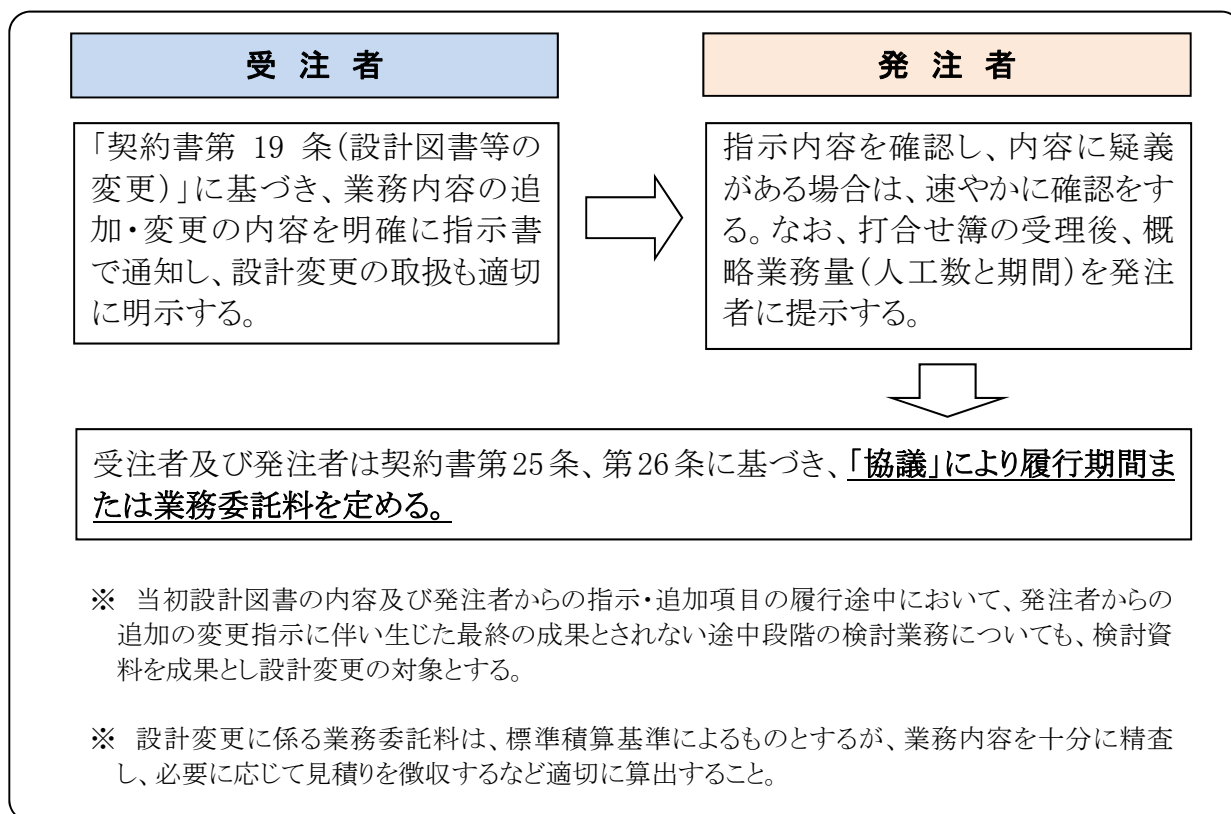 受 注 者
「契約書第 19 条(設計図書等の
変更)」に基づき、業務内容の追
加・変更の内容を明確に指示書
で通知し、設計変更の取扱も適切
に明示する。
発 注 者
指示内容を確認し、内容に疑義
がある場合は、速やかに確認をす
る。なお、打合せ簿の受理後、概
略業務量(人工数と期間)を発注
者に提示する。
受注者及び発注者は契約書第25条、第26条に基づき、「協議」により履行期間ま
たは業務委託料を定める。
※ 当初設計図書の内容及び発注者からの指示・追加項目の履行途中において、発注者からの
追加の変更指示に伴い生じた最終の成果とされない途中段階の検討業務についても、検討資
料を成果とし設計変更の対象とする。
※ 設計変更に係る業務委託料は、標準積算基準によるものとするが、業務内容を十分に精査
し、必要に応じて見積りを徴収するなど適切に算出すること。